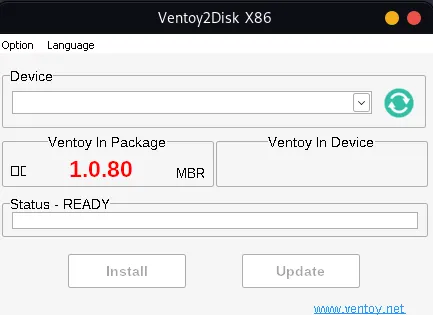 Ventoy2Disk X86
Option Language
Device
Ventoy In Package
Ventoy In Device
1.0.80
MBR
Status - READY
Install
Update
www.ventoy.net